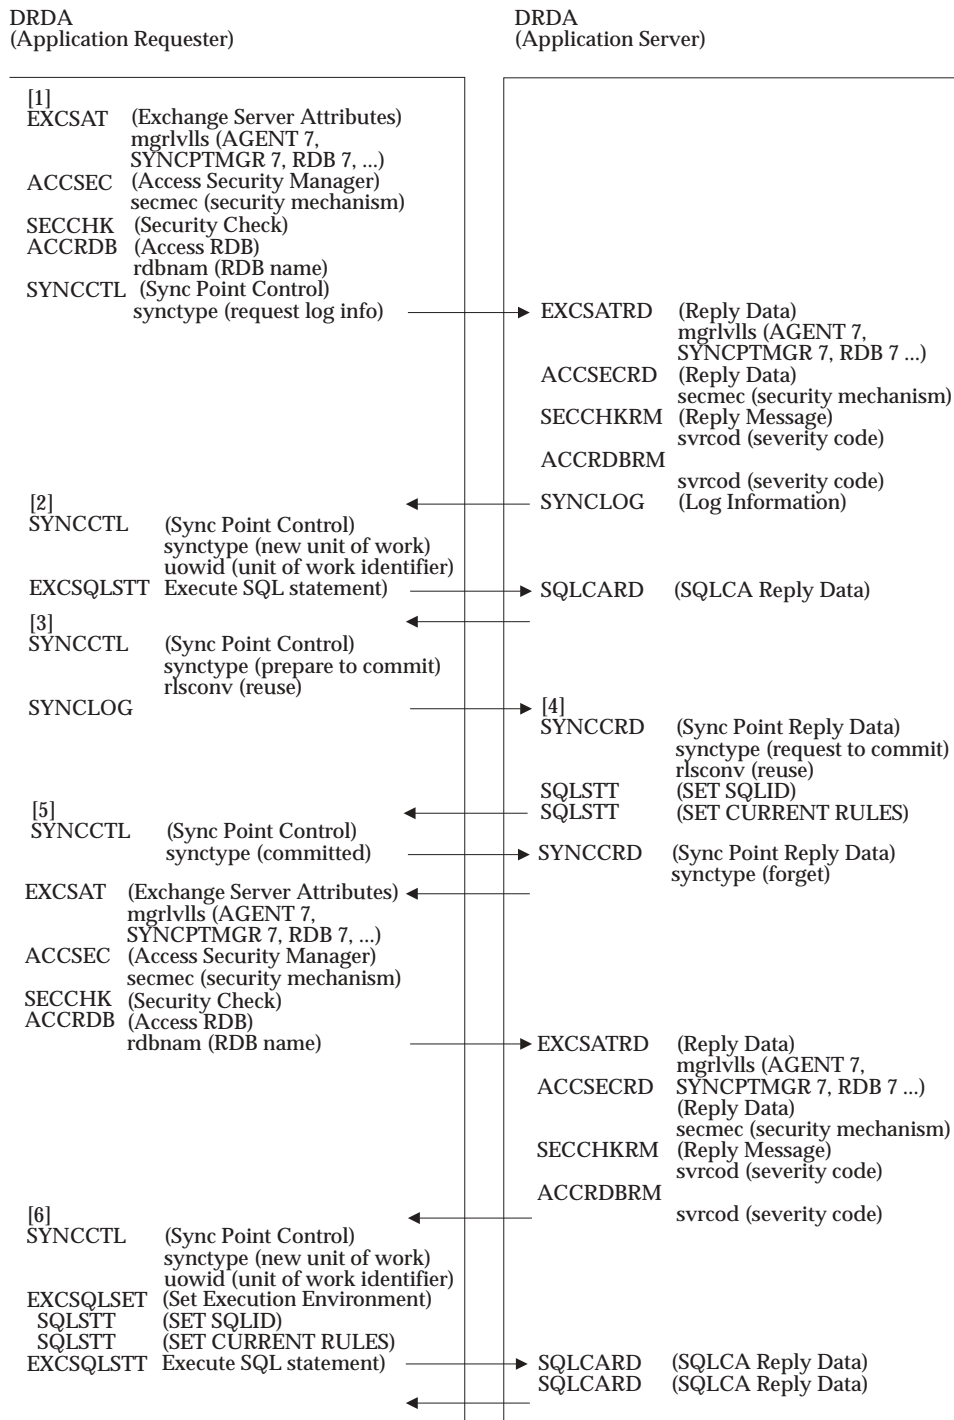 DRDA
(Application Requester)
DRDA
(Application Server)
[1]
EXCSAT (Exchange Server Attributes)
mgrlvlls (AGENT 7,
SYNCPTMGR 7, RDB 7, ...)
ACCSEC (Access Security Manager)
secmec (security mechanism)
SECCHK (Security Check)
ACCRDB (Access RDB)
rdbnam (RDB name)
SYNCCTL (Sync Point Control)
synctype (request log info)
EXCSATRD (Reply Data)
mgrlvlls (AGENT 7,
SYNCPTMGR 7, RDB 7 ...)
ACCSECRD (Reply Data)
secmec (security mechanism)
SECCHKRM (Reply Message)
svrcod (severity code)
ACCRDBRM
svrcod (severity code)
SYNCLOG (Log Information)
[2]
SYNCCTL (Sync Point Control)
synctype (new unit of work)
uowid (unit of work identifier)
EXCSQLSTT Execute SQL statement)
SQLCARD (SQLCA Reply Data)
[3]
SYNCCTL (Sync Point Control)
synctype (prepare to commit)
rlsconv (reuse)
SYNCLOG
[4]
SYNCCRD (Sync Point Reply Data)
synctype (request to commit)
rlsconv (reuse)
SQLSTT (SET SQLID)
SQLSTT (SET CURRENT RULES)
[5]
SYNCCTL (Sync Point Control)
synctype (committed)
SYNCCRD (Sync Point Reply Data)
synctype (forget)
EXCSAT (Exchange Server Attributes)
mgrlvlls (AGENT 7,
SYNCPTMGR 7, RDB 7, ...)
ACCSEC (Access Security Manager)
secmec (security mechanism)
SECCHK (Security Check)
ACCRDB (Access RDB)
rdbnam (RDB name)
EXCSATRD (Reply Data)
mgrlvlls (AGENT 7,
ACCSECRD SYNCPTMGR 7, RDB 7 ...)
(Reply Data)
secmec (security mechanism)
SECCHKRM (Reply Message)
svrcod (severity code)
ACCRDBRM
svrcod (severity code)
[6]
SYNCCTL (Sync Point Control)
synctype (new unit of work)
uowid (unit of work identifier)
EXCSQLSET (Set Execution Environment)
SQLSTT (SET SQLID)
SQLSTT (SET CURRENT RULES)
EXCSQLSTT Execute SQL statement)
SQLCARD (SQLCA Reply Data)
SQLCARD (SQLCA Reply Data)